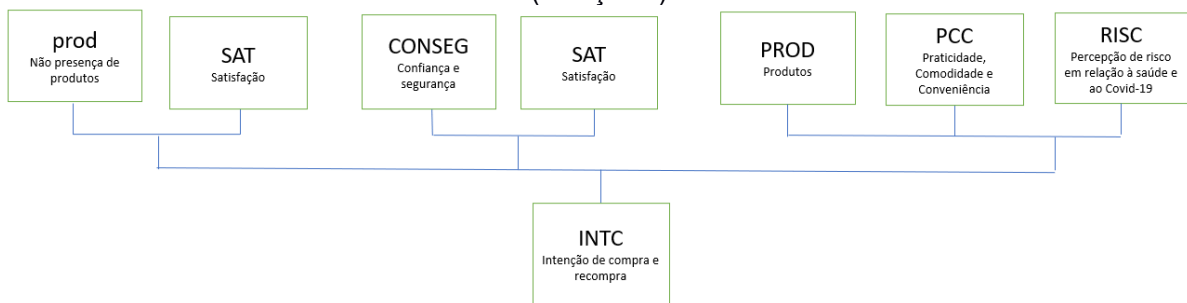 prod
Não presença de
produtos
SAT
Satisfação
CONSEG
Confiança e
segurança
SAT
Satisfação
PROD
Produtos
PCC
Praticidade,
Comodidade e
Conveniência
RISC
Percepção de risco
em relação à saúde e
ao Covid-19
INTC
Intenção de compra e
recompra